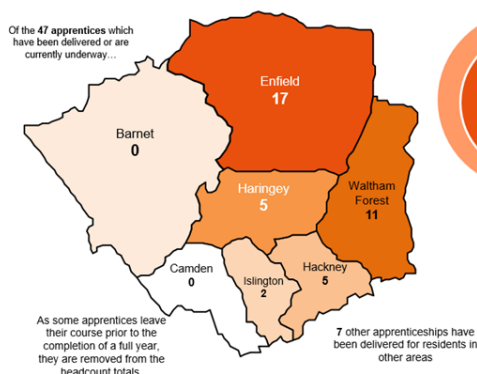 Of the 47 apprentices which
have been delivered or are
currently underway…
Enfield
17
Barnet
0
Haringey
5
Waltham
Forest
11
Camden
0
Islington
2
Hackney
5
As some apprentices leave
their course prior to the
completion of a full year,
they are removed from the
headcount totals
7 other apprenticeships have
been delivered for residents in
other areas